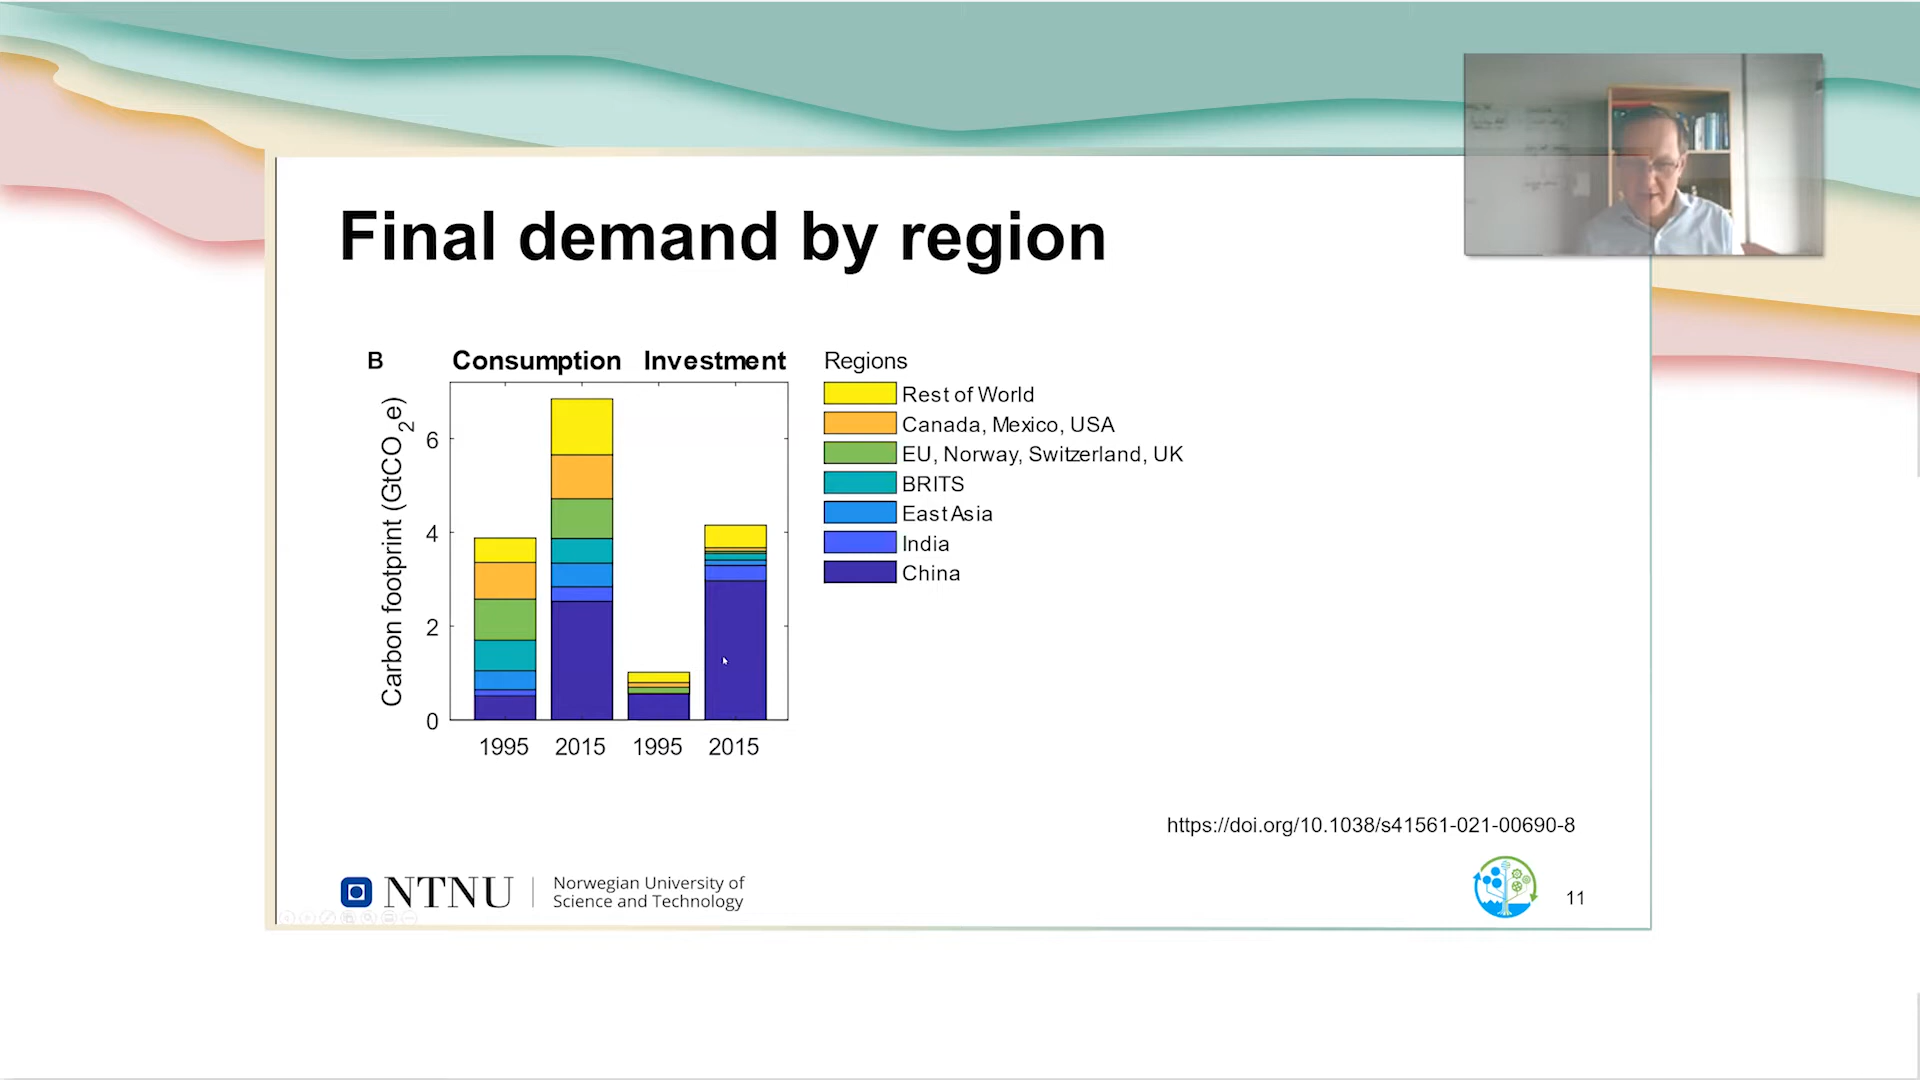 Final demand by region
B
Consumption Investment
Regions
Rest of World
Canada, Mexico, USA
EU, Norway, Switzerland, UK
BRITS
East Asia
India
China
Carbon footprint (GtCO2e)
6
4
2
0
1995 2015 1995 2015
https://doi.org/10.1038/s41561-021-00690-8
NTNU
Norwegian University of
Science and Technology
11